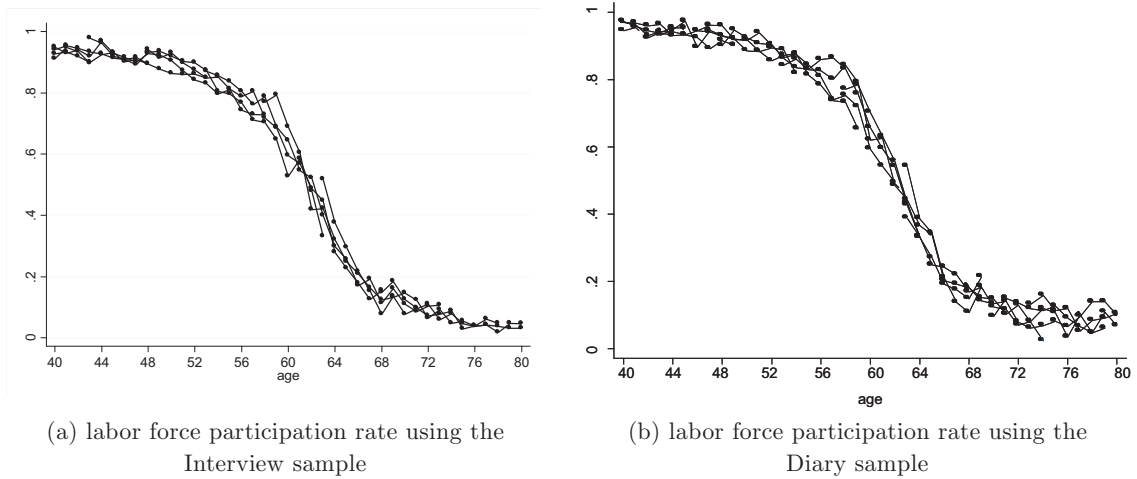 1
.8
.6
.4
.2
0
40 44 48 52 56 60 64 68 72 76 80
age
(a) labor force participation rate using the
Interview sample
1
.8
.6
.4
.2
0
40 44 48 52 56 60 64 68 72 76 80
age
(b) labor force participation rate using the
Diary sample